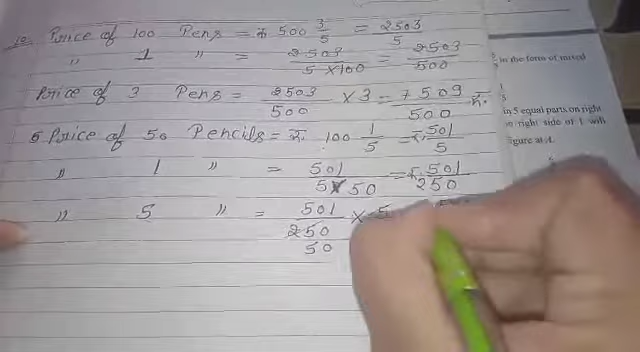 10. Price of 100 Pens = ₹ 500 3/5 = 2503/5
" 1 " = 2503/5×100 = 2503/500
Price of 3 Pens = 2503/500 ×3 = 7509/500 ₹.
5 Price of 50 Pencils = ₹. 100 1/5 = ₹. 501/5
" 1 " = 501/5×50 = ₹. 501/250
" 5 " = 501/250 × 5
50
in the form of mixed
in 5 equal parts on right
right side of 1 will
figure at A.